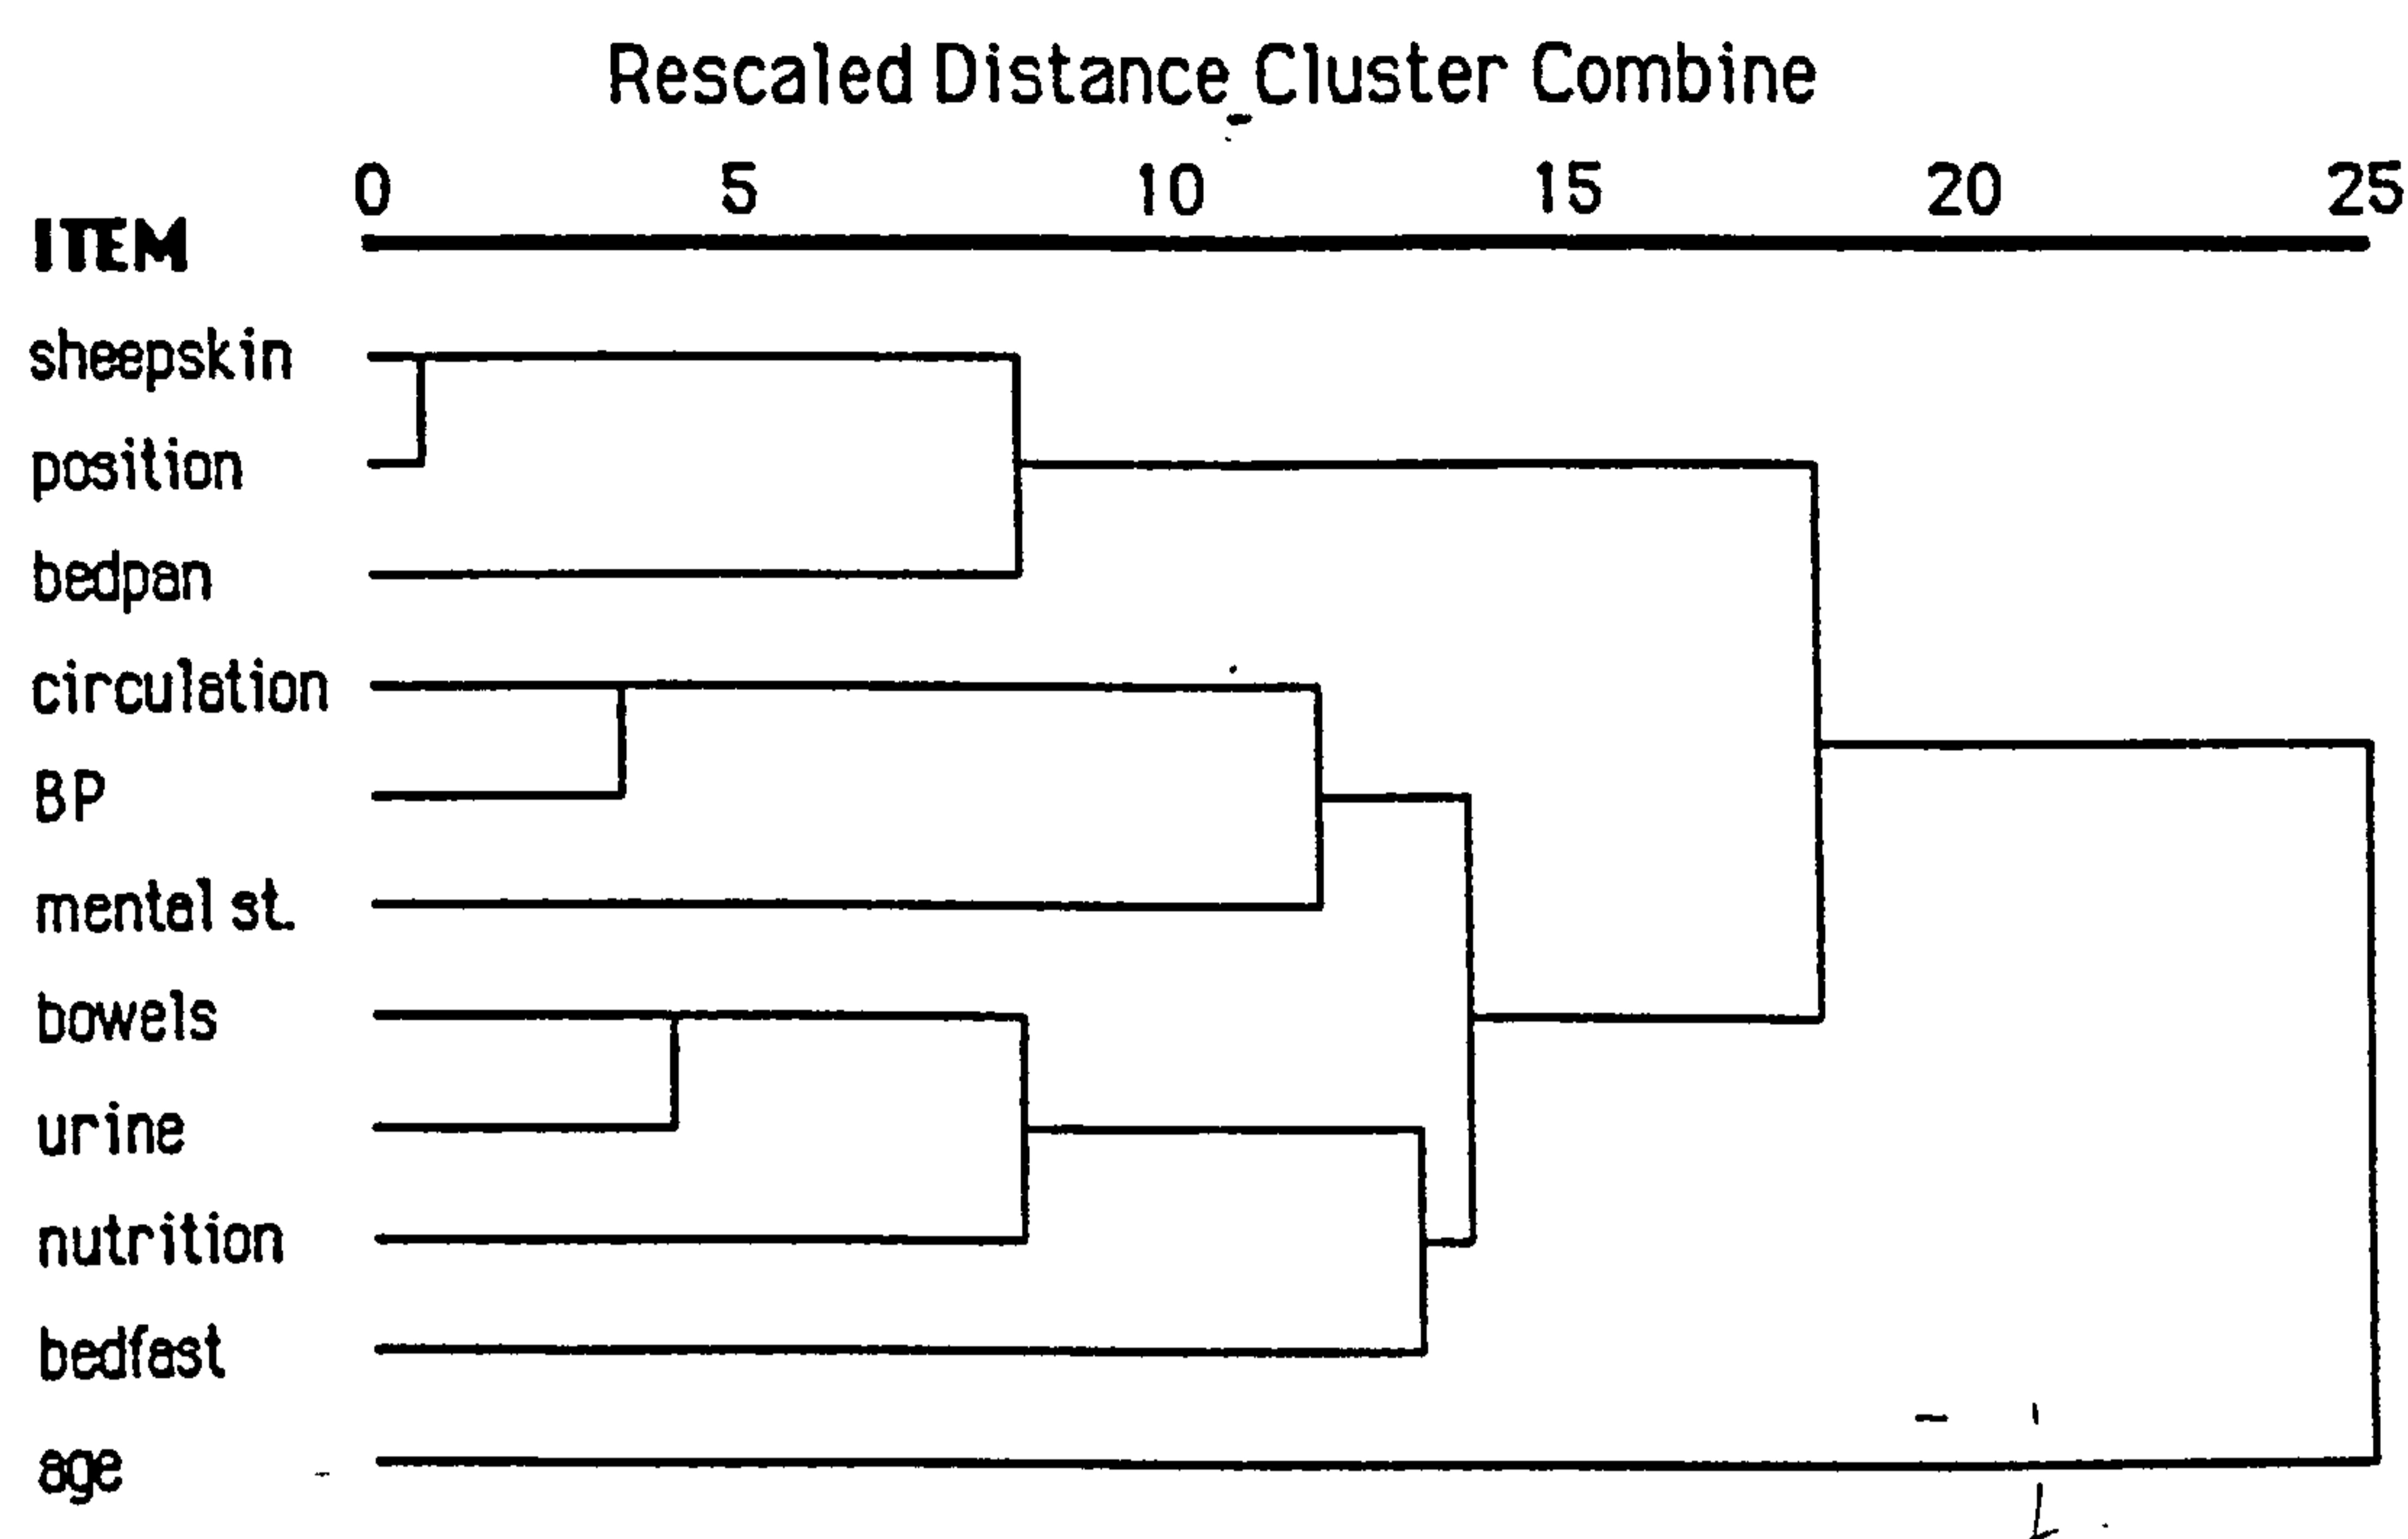 Rescaled Distance Cluster Combine
0 5 10 15 20 25
ITEM
sheepskin
position
bedpan
circulation
BP
mental st.
bowels
urine
nutrition
bedfast
age